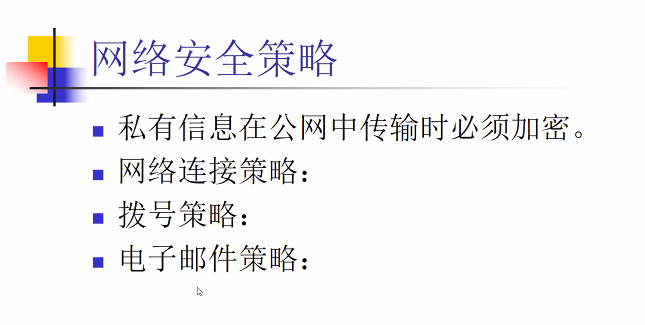 网络安全策略
私有信息在公网中传输时必须加密。
网络连接策略：
拨号策略：
电子邮件策略：